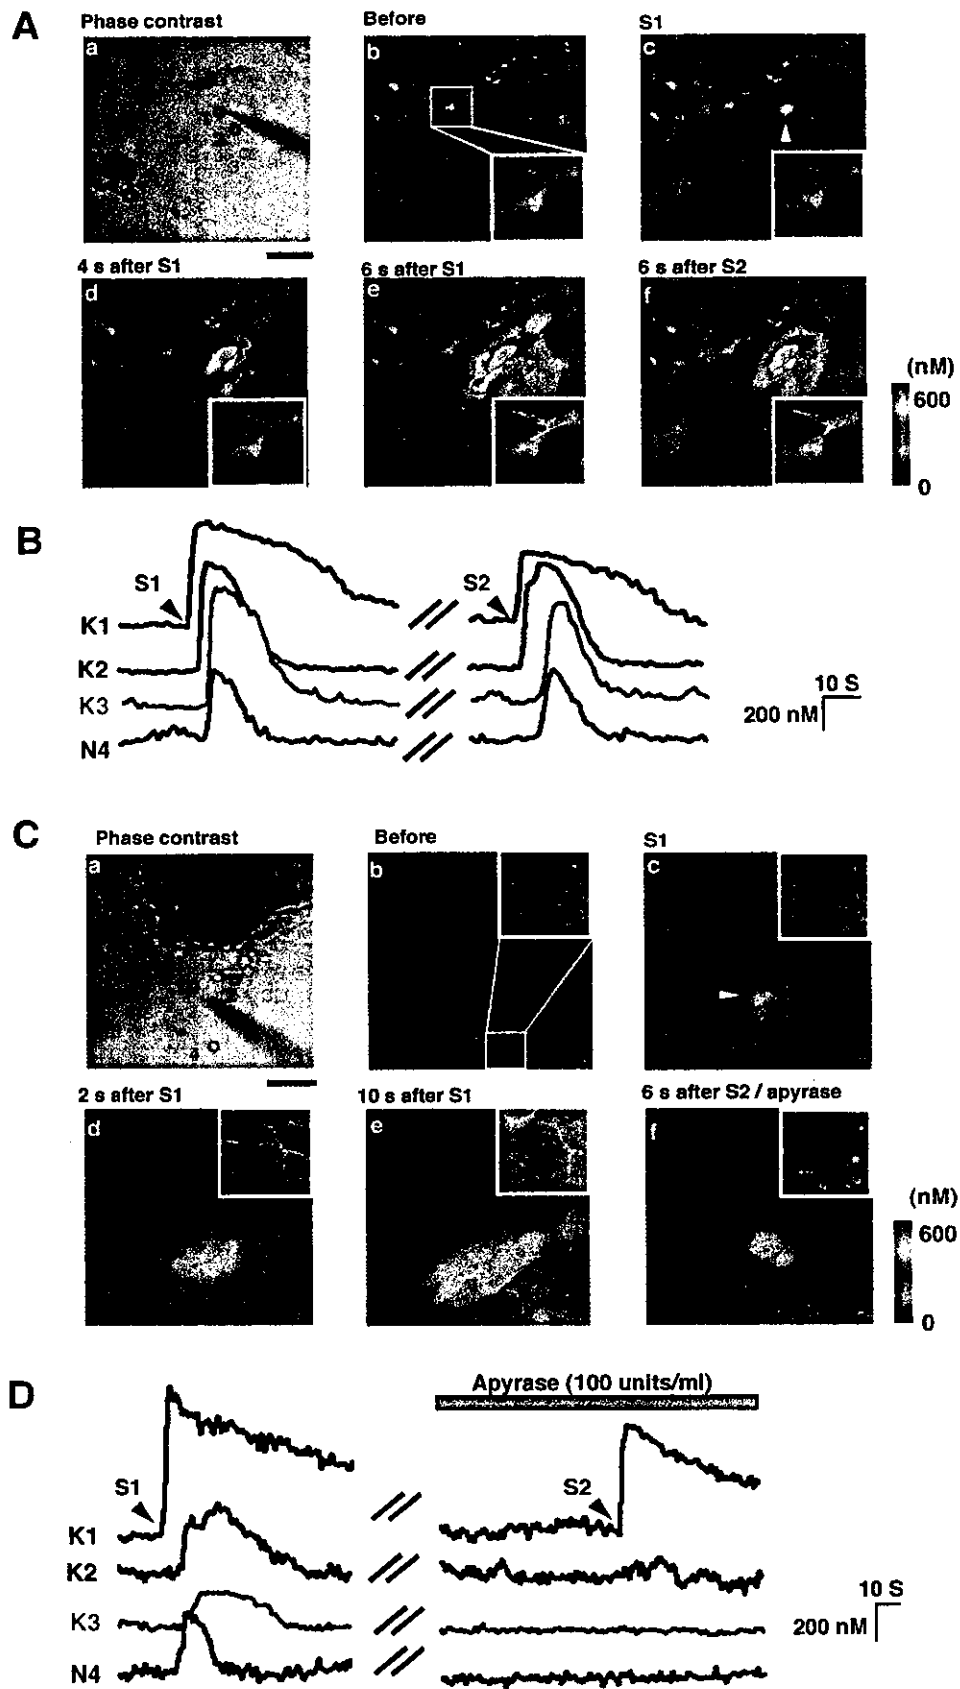 A
Phase contrast
Before
S1
a
b
c
4 s after S1
6 s after S1
6 s after S2
d
e
f
(nM)
600
0
B
S1
S2
K1
K2
K3
N4
10 S
200 nM
C
Phase contrast
Before
S1
a
b
c
2 s after S1
10 s after S1
6 s after S2 / apyrase
d
e
f
(nM)
600
0
D
Apyrase (100 units/ml)
S1
S2
K1
K2
K3
N4
10 S
200 nM